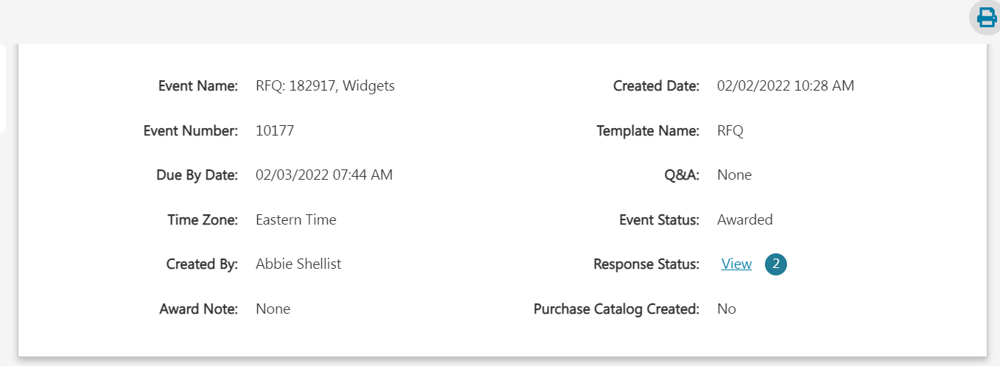 Event Name: RFQ: 182917, Widgets Created Date: 02/02/2022 10:28 AM
Event Number: 10177 Template Name: RFQ
Due By Date: 02/03/2022 07:44 AM Q&A: None
Time Zone: Eastern Time Event Status: Awarded
Created By: Abbie Shellist Response Status: View 2
Award Note: None Purchase Catalog Created: No